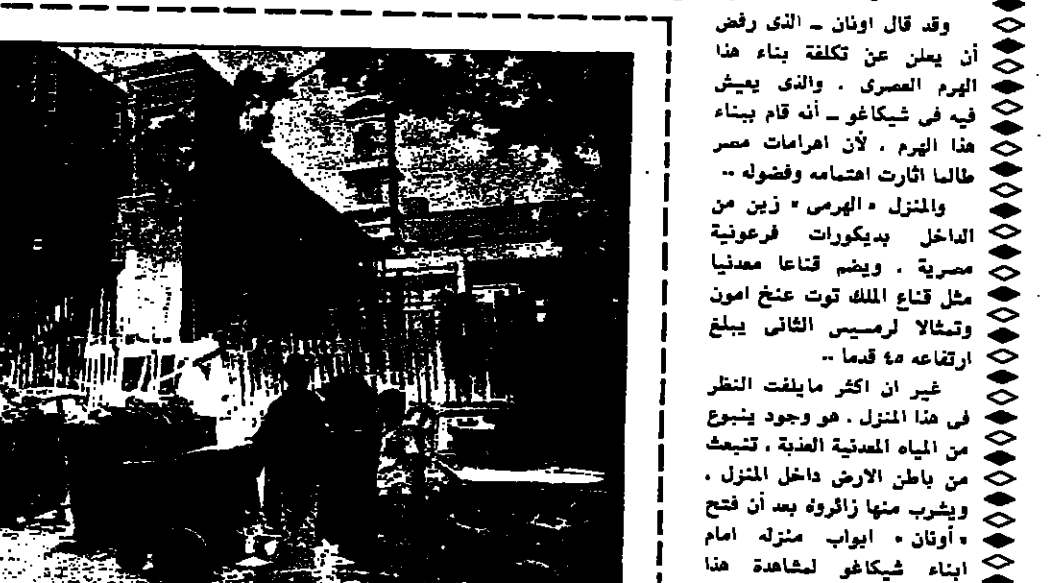 وقد قال اونان ــ الذى رفض
أن يعلن عن تكلفة بناء هذا
الهرم العصرى . والذى يعيش
فيه فى شيكاغو ــ أنه قام ببناء
هذا الهرم ، لأن اهرامات مصر
طالما اثارت اهتمامه وفضوله ..
والمنزل « الهرمى » زين من
الداخل بديكورات فرعونية
مصرية . ويضم قناعا معدنيا
مثل قناع الملك توت عنخ امون
وتمثالا لرمسيس الثانى يبلغ
ارتفاعه ٤٥ قدما ..
غير ان اكثر مايلفت النظر
فى هذا المنزل . هو وجود ينبوع
من المياه المعدنية العذبة ، تنبعث
من باطن الارض داخل المنزل .
ويشرب منها زائروه بعد أن فتح
« أونان » ابواب منزله امام
ابناء شيكاغو لمشاهدة هذا